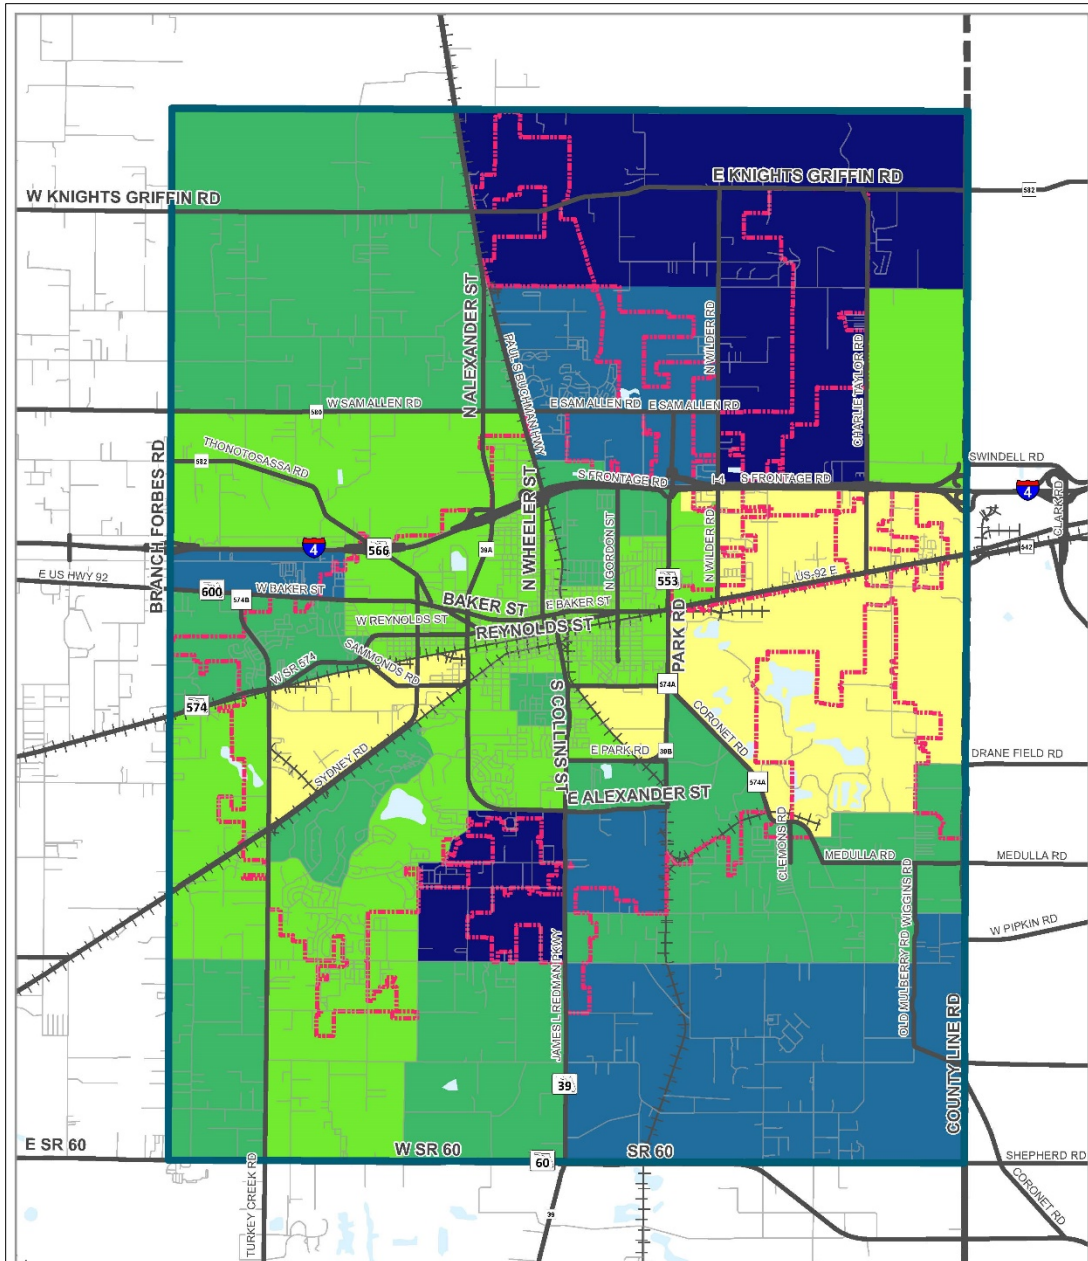 E KNIGHTS GRIFFIN RD
582
W KNIGHTS GRIFFIN RD
N ALEXANDER ST
PAUL S BUCHMAN HWY
N WILDER RD
CHARLIE TAYLOR RD
W SAM ALLEN RD
580
E SAM ALLEN RD
E SAM ALLEN RD
BRANCH FORBES RD
THONOTOSASSA RD
582
SWINDELL RD
S FRONTAGE RD
I-4
S FRONTAGE RD
4
CLARK RD
N WHEELER ST
N GORDON ST
N WILDER RD
4
566
39A
542
E US HWY 92
US-92 E
553
600
574B
W BAKER ST
BAKER ST
E BAKER ST
W REYNOLDS ST
REYNOLDS ST
PARK RD
SAMMONDS RD
W SR 574
574
574A
S COLLINS ST
CORONET RD
SYDNEY RD
E PARK RD
39B
DRANE FIELD RD
574A
E ALEXANDER ST
CLEMONS RD
MEDULLA RD
MEDULLA RD
OLD MULBERRY RD WIGGINS RD
W PIPKIN RD
JAMES L REDMAN PKWY
COUNTY LINE RD
39
E SR 60
W SR 60
SR 60
60
SHEPHERD RD
TURKEY CREEK RD
39
CORONET RD